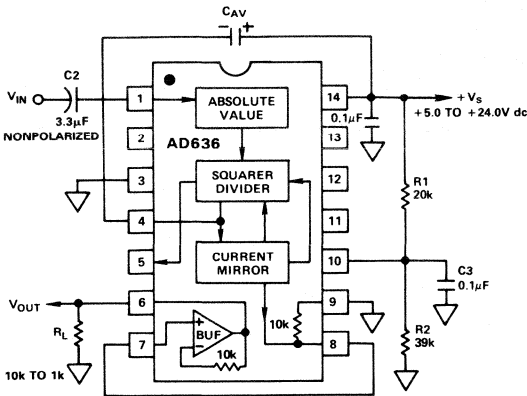 CAV
− +
C2
VIN
3.3µF
NONPOLARIZED
1
2
3
4
5
6
7
14
13
12
11
10
9
8
ABSOLUTE
VALUE
AD636
SQUARER
DIVIDER
CURRENT
MIRROR
+
−
BUF
10k
10k
0.1µF
+VS
+5.0 TO +24.0V dc
R1
20k
C3
0.1µF
R2
39k
VOUT
RL
10k TO 1k